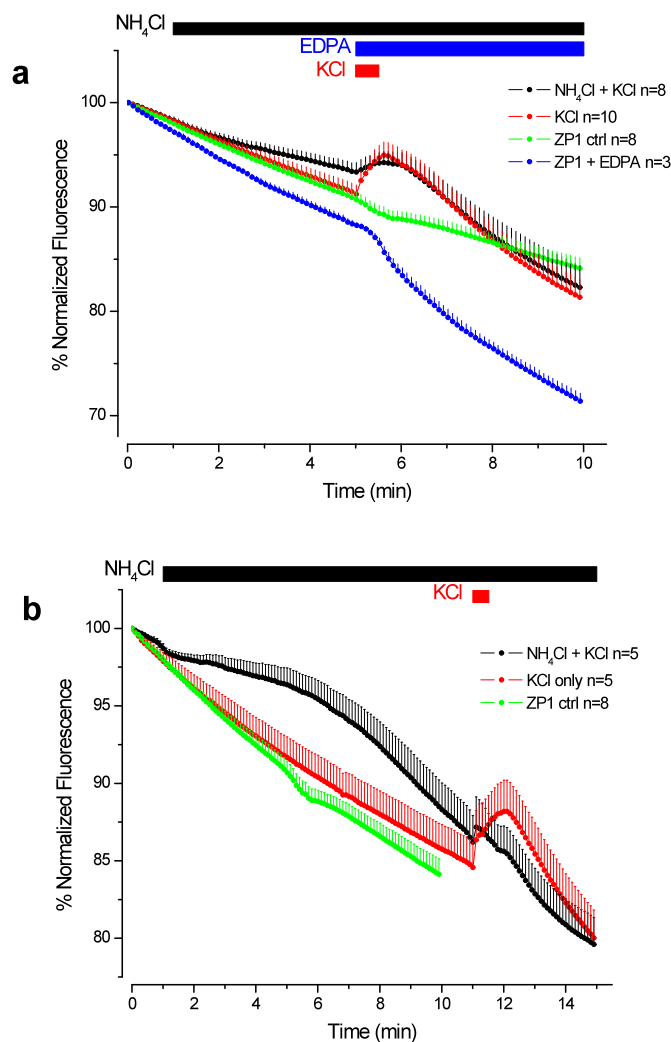 NH4Cl
EDPA
KCl
a
NH4Cl + KCl n=8
KCl n=10
ZP1 ctrl n=8
ZP1 + EDPA n=3
100
90
80
70
% Normalized Fluorescence
0 2 4 6 8 10
Time (min)
NH4Cl
KCl
b
NH4Cl + KCl n=5
KCl only n=5
ZP1 ctrl n=8
100
95
90
85
80
% Normalized Fluorescence
0 2 4 6 8 10 12 14
Time (min)